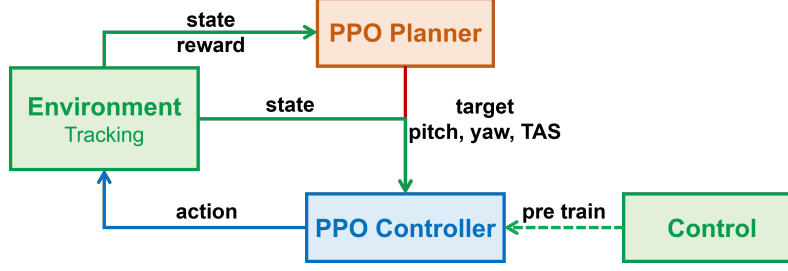 state
reward
PPO Planner
Environment
Tracking
state
target
pitch, yaw, TAS
action
PPO Controller
pre train
Control